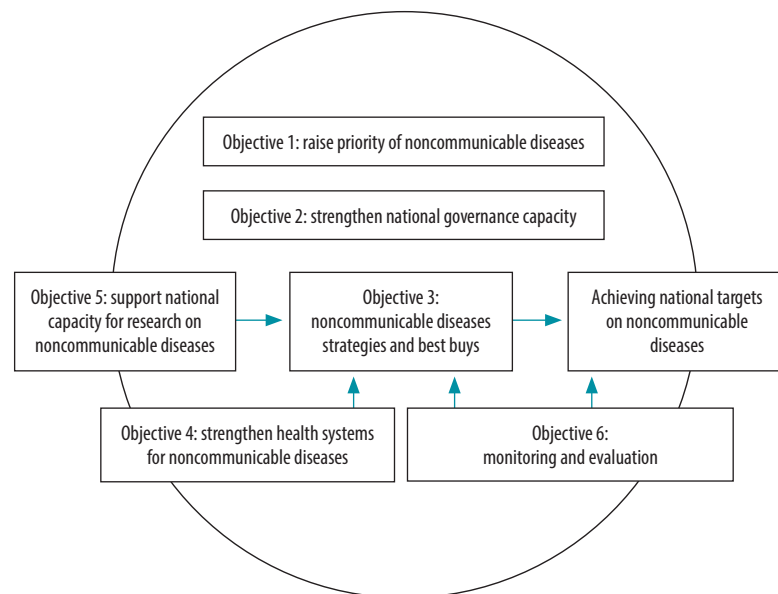 Objective 1: raise priority of noncommunicable diseases
Objective 2: strengthen national governance capacity
Objective 5: support national
capacity for research on
noncommunicable diseases
Objective 3:
noncommunicable diseases
strategies and best buys
Achieving national targets
on noncommunicable
diseases
Objective 4: strengthen health systems
for noncommunicable diseases
Objective 6:
monitoring and evaluation